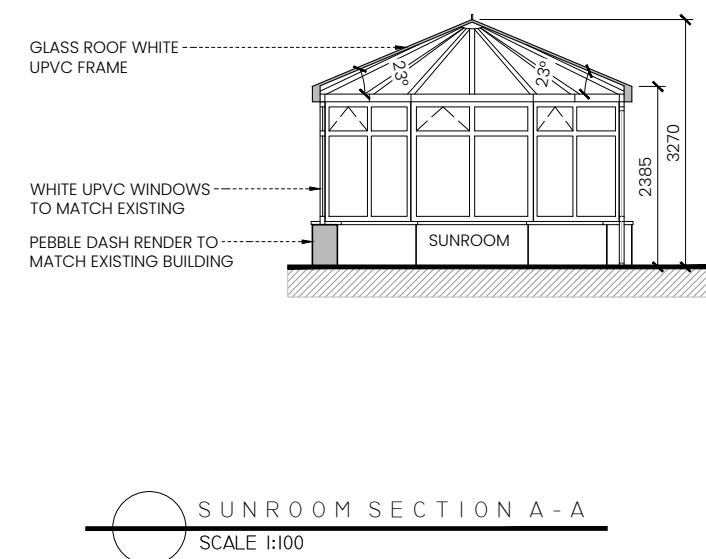 GLASS ROOF WHITE
UPVC FRAME
23°
23°
3270
2385
WHITE UPVC WINDOWS
TO MATCH EXISTING
PEBBLE DASH RENDER TO
MATCH EXISTING BUILDING
SUNROOM
SUNROOM SECTION A-A
SCALE 1:100